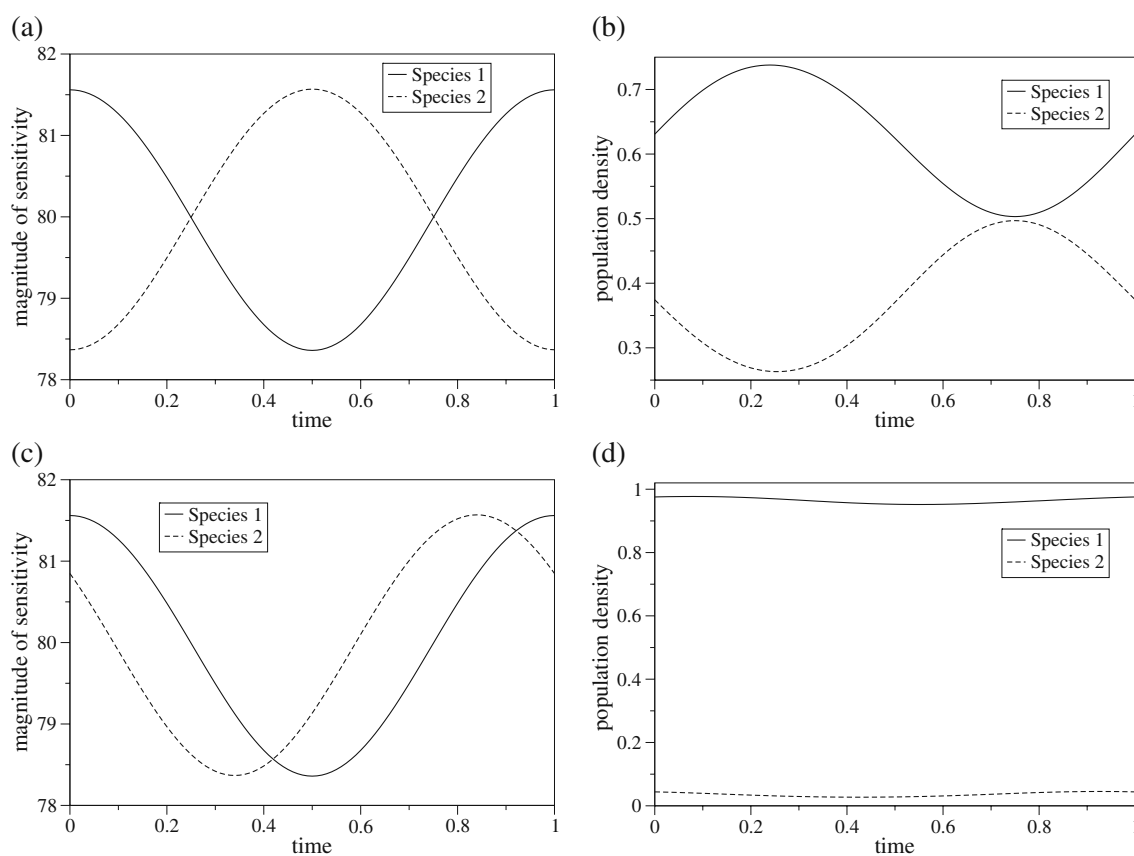 (a)
82
81
80
79
78
magnitude of sensitivity
0 0.2 0.4 0.6 0.8 1
time
Species 1
Species 2
(b)
0.7
0.6
0.5
0.4
0.3
population density
0 0.2 0.4 0.6 0.8 1
time
Species 1
Species 2
(c)
82
81
80
79
78
magnitude of sensitivity
0 0.2 0.4 0.6 0.8 1
time
Species 1
Species 2
(d)
1
0.8
0.6
0.4
0.2
0
population density
0 0.2 0.4 0.6 0.8 1
time
Species 1
Species 2